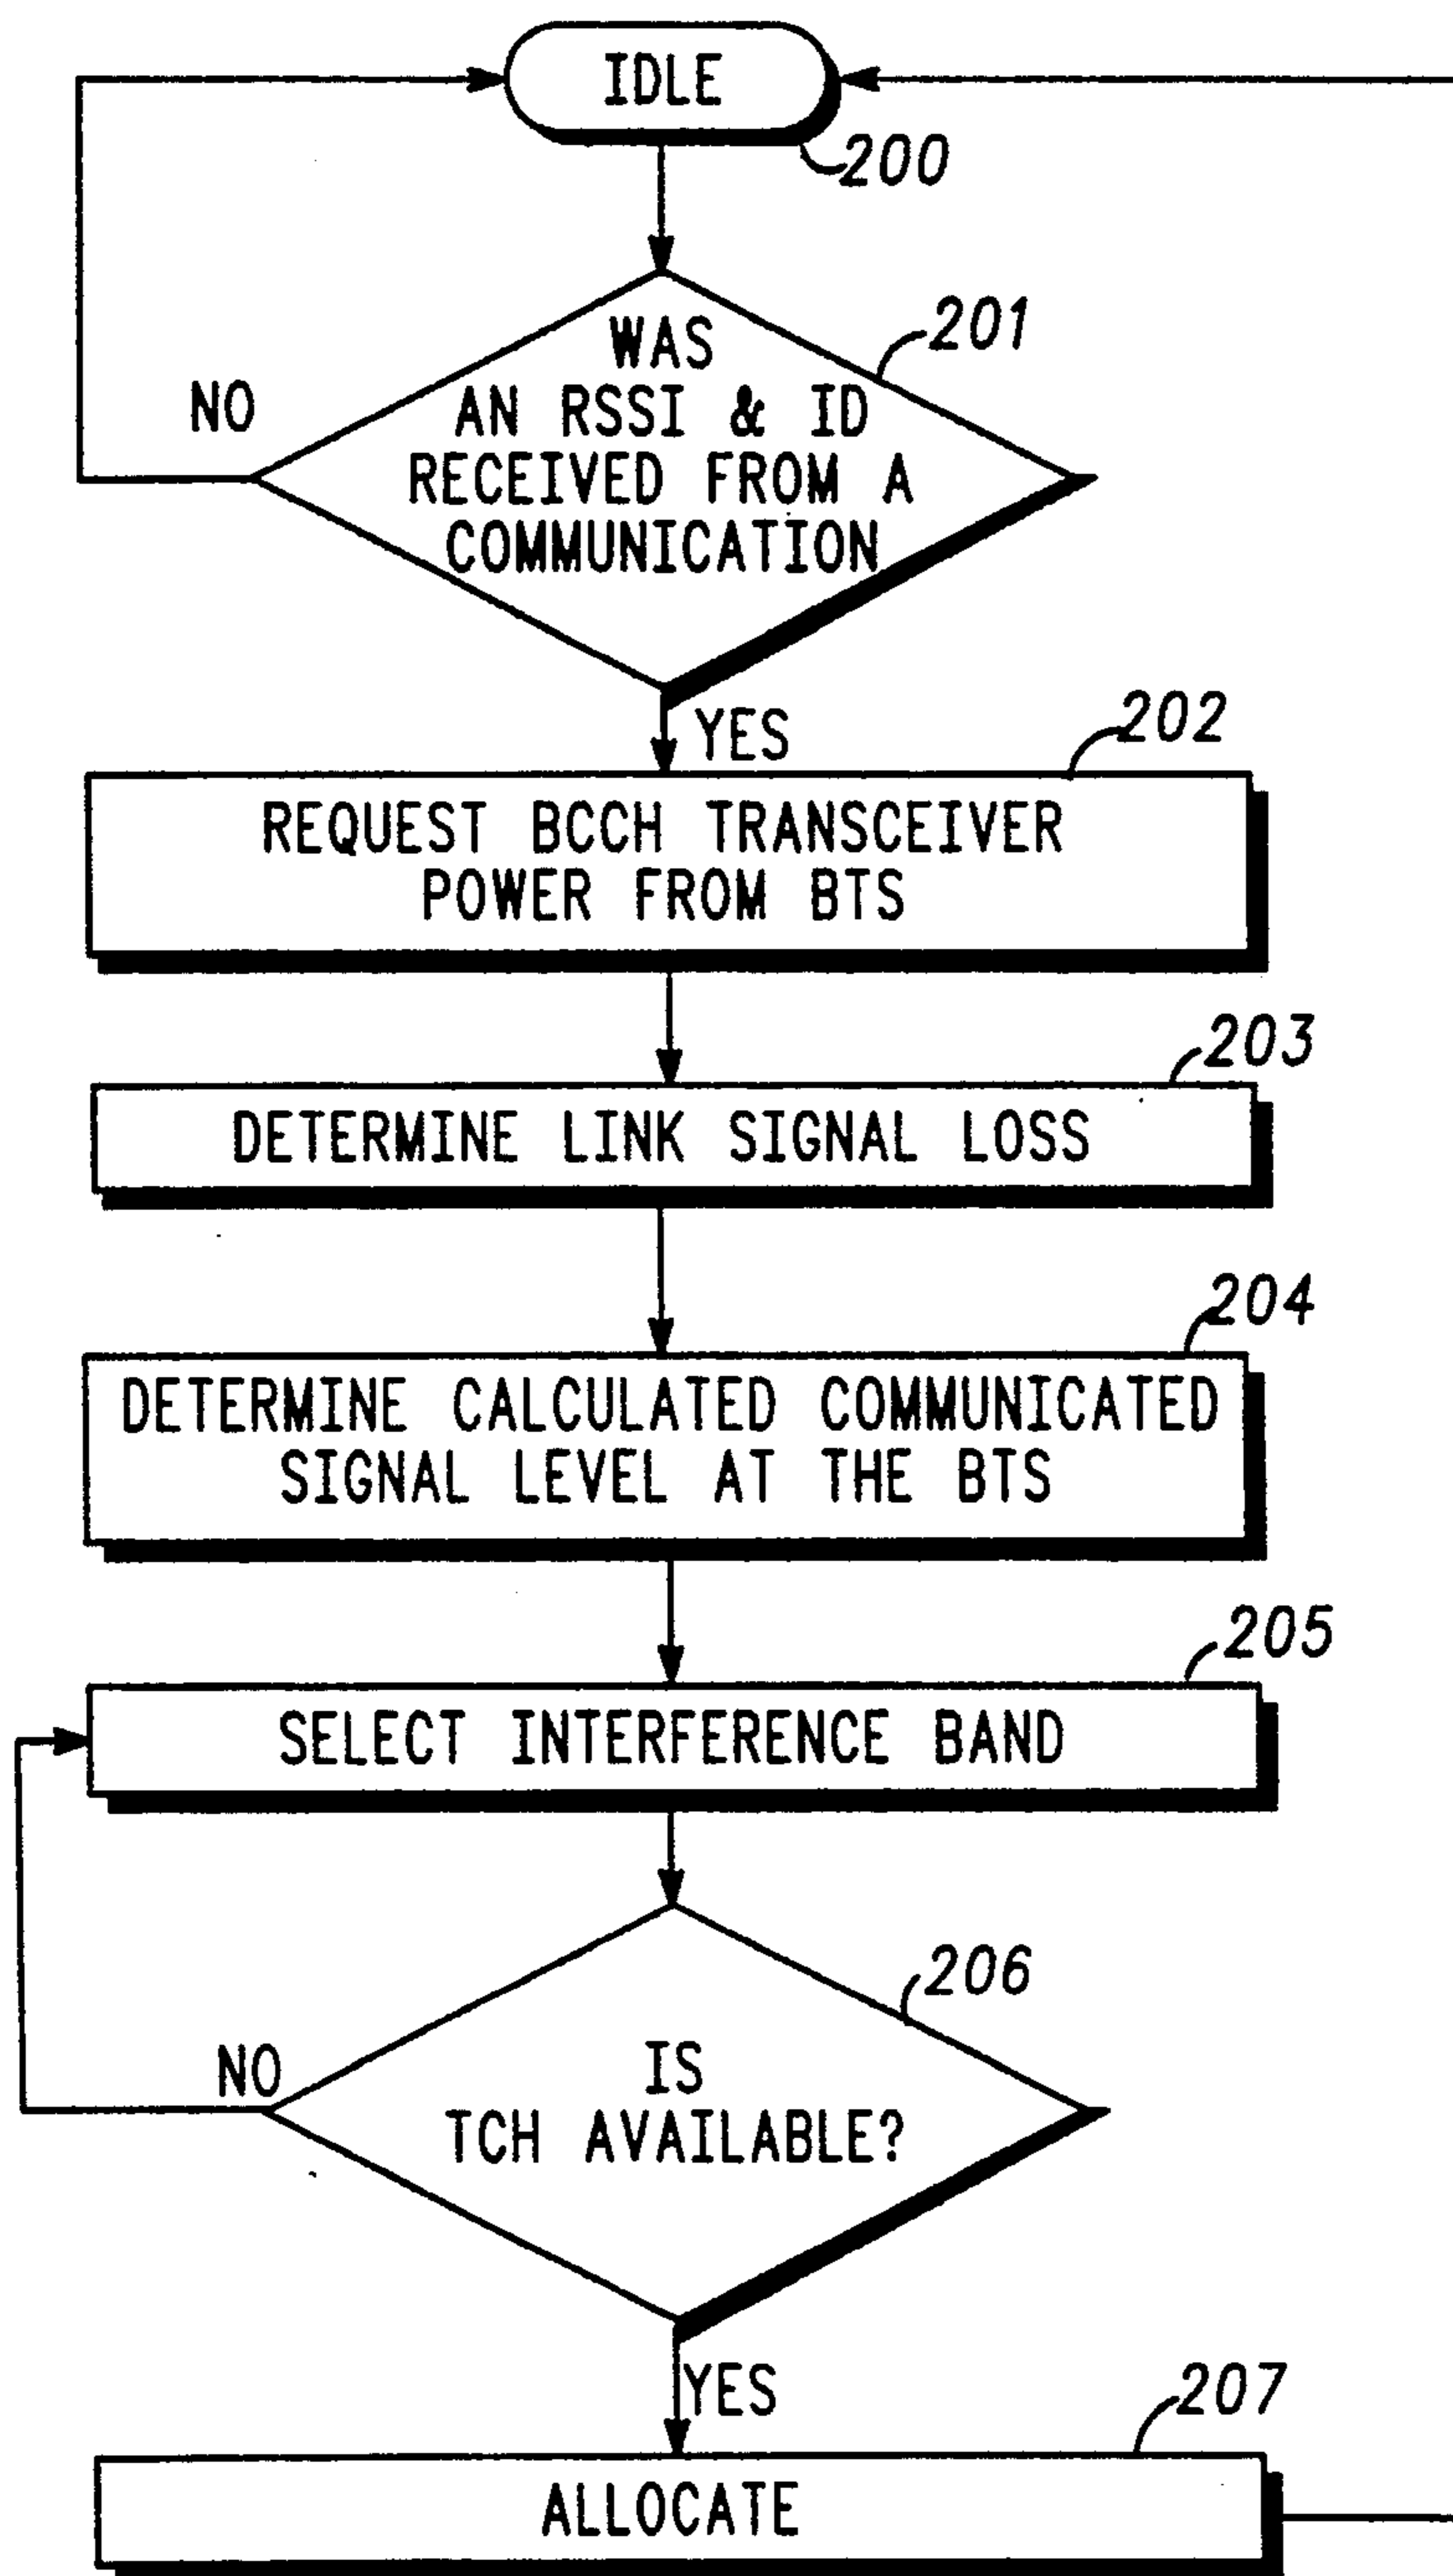 IDLE
200
201
WAS
AN RSSI & ID
RECEIVED FROM A
COMMUNICATION
NO
YES
202
REQUEST BCCH TRANSCEIVER
POWER FROM BTS
203
DETERMINE LINK SIGNAL LOSS
204
DETERMINE CALCULATED COMMUNICATED
SIGNAL LEVEL AT THE BTS
205
SELECT INTERFERENCE BAND
206
IS
TCH AVAILABLE?
NO
YES
207
ALLOCATE